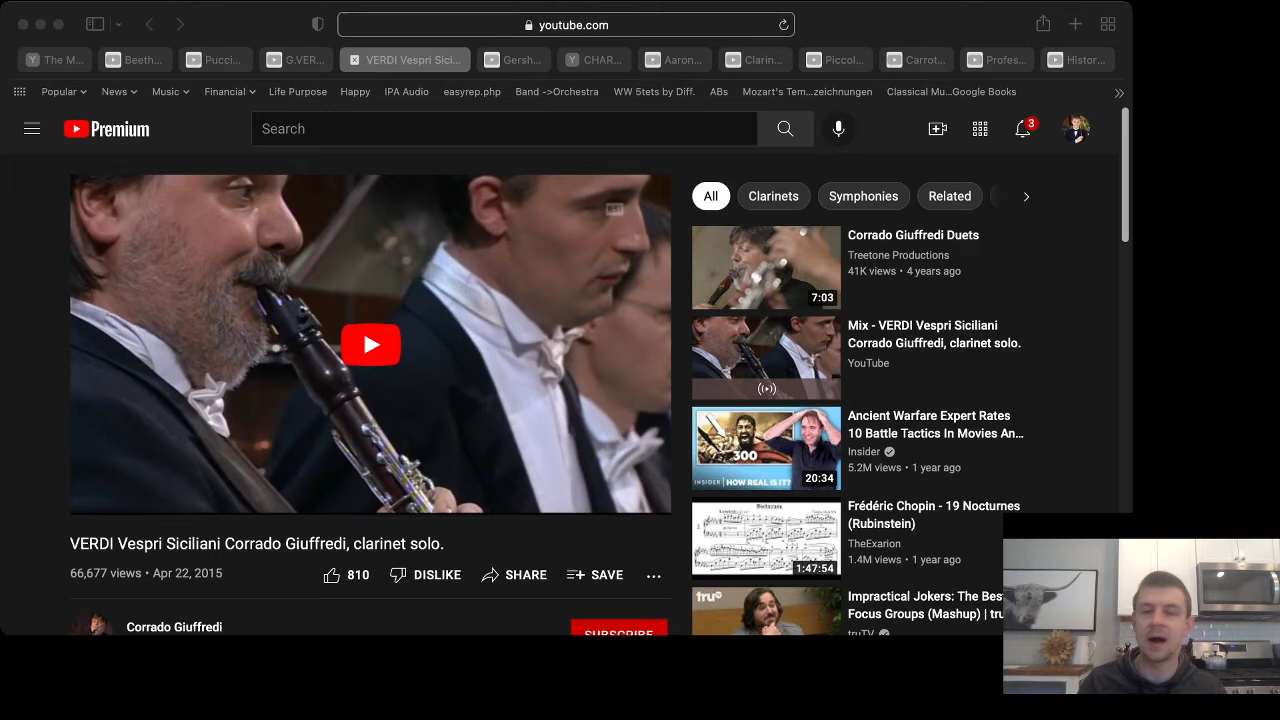 youtube.com
The M...
Beeth...
Pucci...
G.VER...
VERDI Vespri Sici...
Gersh...
CHAR...
Aaron...
Clarin...
Piccol...
Carrot...
Profes...
Histor...
Popular
News
Music
Financial
Life Purpose
Happy
IPA Audio
easyrep.php
Band ->Orchestra
WW 5tets by Diff.
ABs
Mozart's Tem...zeichnungen
Classical Mu...Google Books
Premium
Search
3
All
Clarinets
Symphonies
Related
Corrado Giuffredi Duets
Treetone Productions
41K views • 4 years ago
7:03
Mix - VERDI Vespri Siciliani
Corrado Giuffredi, clarinet solo.
YouTube
Ancient Warfare Expert Rates
10 Battle Tactics In Movies An...
Insider
5.2M views • 1 year ago
300
20:34
INSIDER HOW REAL IS IT?
Frédéric Chopin - 19 Nocturnes
(Rubinstein)
TheExarion
1.4M views • 1 year ago
Nocturnes
1:47:54
Impractical Jokers: The Bes
Focus Groups (Mashup) | tru
truTV
tru
VERDI Vespri Siciliani Corrado Giuffredi, clarinet solo.
66,677 views • Apr 22, 2015
810
DISLIKE
SHARE
SAVE
Corrado Giuffredi
SUBSCRIBE